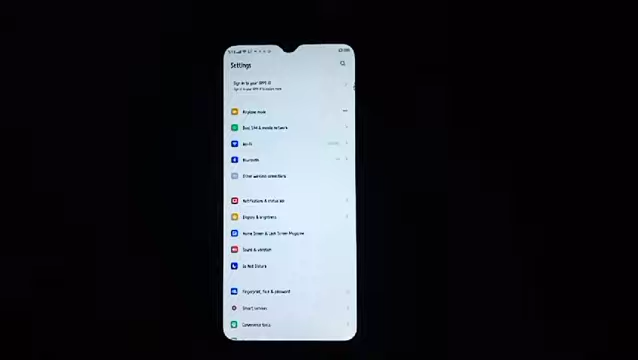 Settings
Sign in to your OPPO ID
Airplane mode
Dual SIM & mobile network
Wi-Fi
Bluetooth
Other wireless connections
Notifications & status bar
Display & brightness
Home Screen & Lock Screen Magazine
Sound & vibration
Do Not Disturb
Fingerprint, face & password
Smart services
Convenience tools